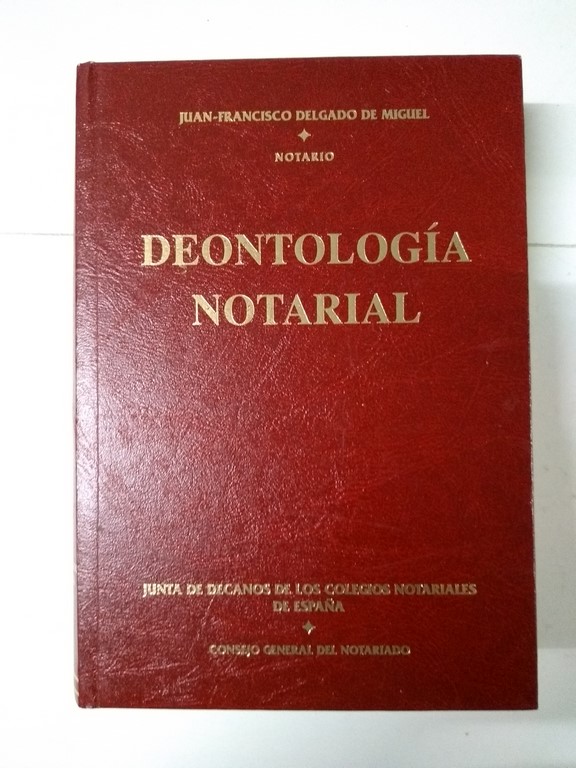 JUAN-FRANCISCO DELGADO DE MIGUEL
NOTARIO
DEONTOLOGÍA
NOTARIAL
JUNTA DE DECANOS DE LOS COLEGIOS NOTARIALES
DE ESPAÑA
CONSEJO GENERAL DEL NOTARIADO